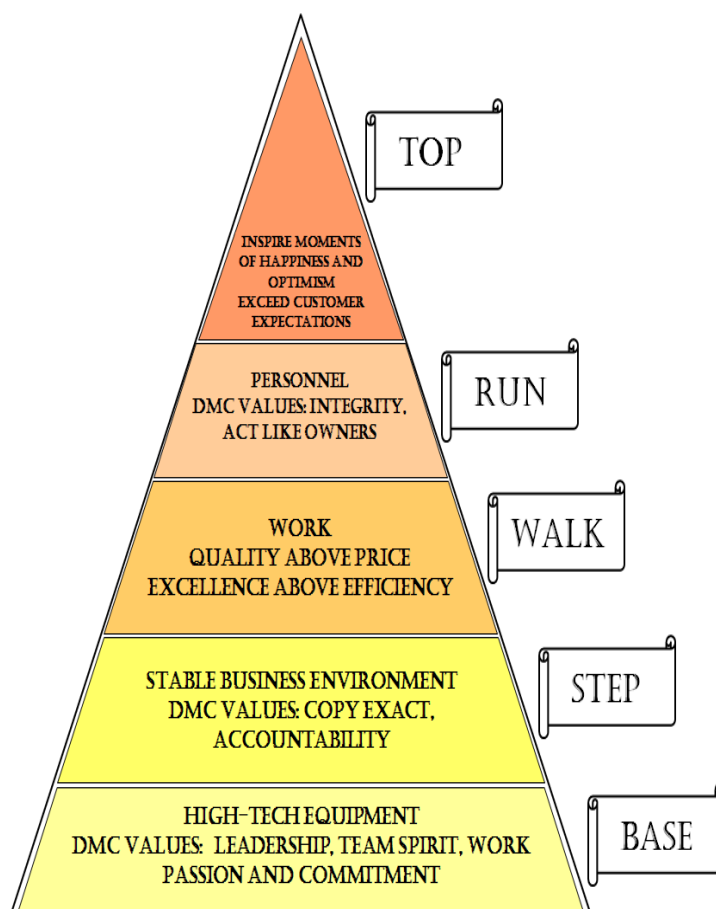 TOP
INSPIRE MOMENTS
OF HAPPINESS AND
OPTIMISM
EXCEED CUSTOMER
EXPECTATIONS
RUN
PERSONNEL
DMC VALUES: INTEGRITY,
ACT LIKE OWNERS
WALK
WORK
QUALITY ABOVE PRICE
EXCELLENCE ABOVE EFFICIENCY
STEP
STABLE BUSINESS ENVIRONMENT
DMC VALUES: COPY EXACT,
ACCOUNTABILITY
BASE
HIGH-TECH EQUIPMENT
DMC VALUES: LEADERSHIP, TEAM SPIRIT, WORK
PASSION AND COMMITMENT